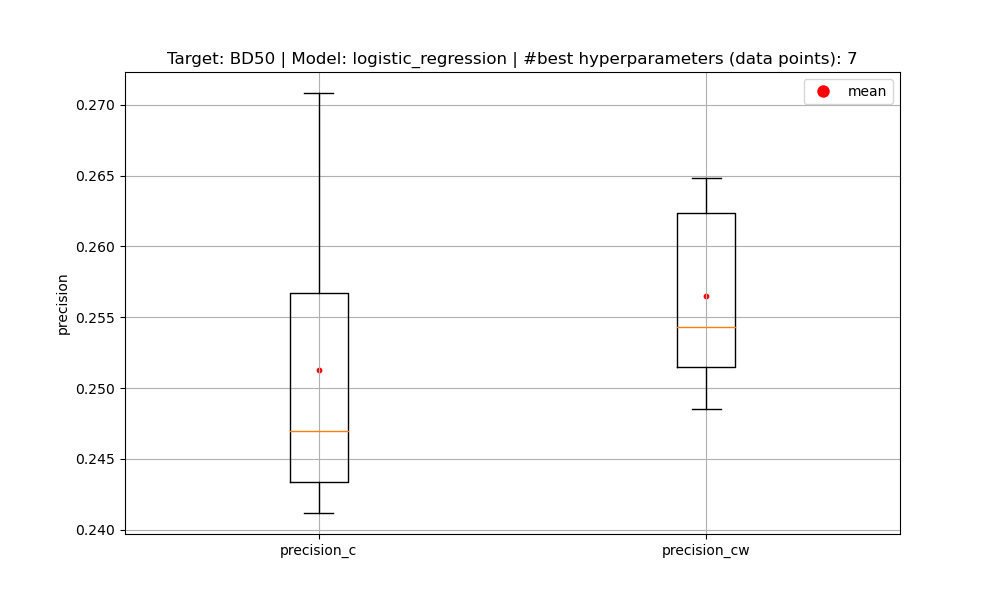 Target: BD50 | Model: logistic_regression | #best hyperparameters (data points): 7
mean
0.270
0.265
0.260
0.255
0.250
0.245
0.240
precision
precision_c
precision_cw